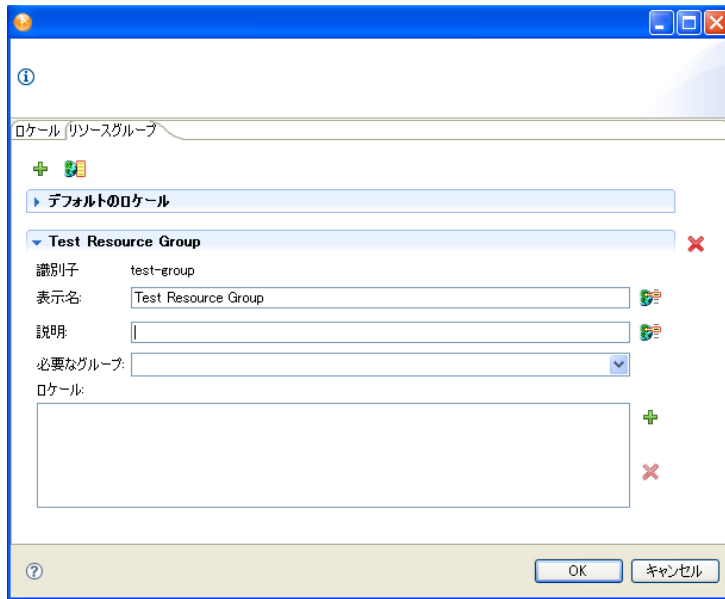 ロケール リソースグループ
デフォルトのロケール
Test Resource Group
識別子 test-group
表示名: Test Resource Group
説明:
必要なグループ:
ロケール:
OK キャンセル